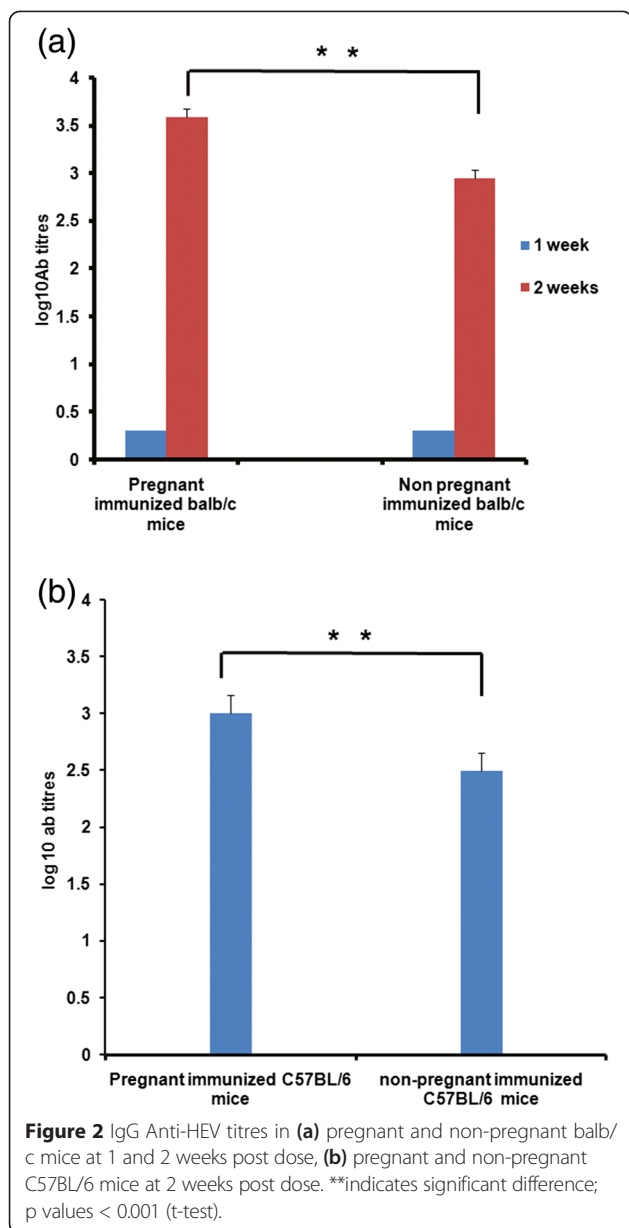 (a)
* *
4
3.5
3
2.5
2
1.5
1
0.5
0
log10Ab titres
1 week
2 weeks
Pregnant immunized balb/c mice
Non pregnant immunized balb/c mice
(b)
* *
4
3.5
3
2.5
2
1.5
1
0.5
0
log10 ab titres
Pregnant immunized C57BL/6 mice
non-pregnant immunized C57BL/6 mice
Figure 2 IgG Anti-HEV titres in (a) pregnant and non-pregnant balb/
c mice at 1 and 2 weeks post dose, (b) pregnant and non-pregnant
C57BL/6 mice at 2 weeks post dose. **indicates significant difference;
p values < 0.001 (t-test).